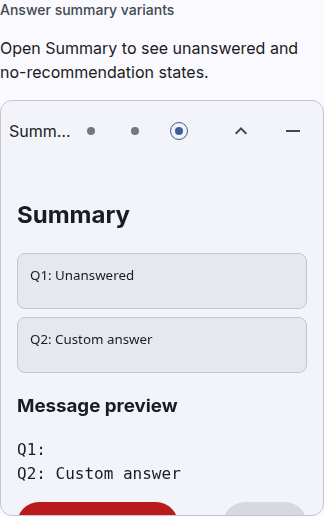 Answer summary variants
Open Summary to see unanswered and
no-recommendation states.
Summ...
Summary
Q1: Unanswered
Q2: Custom answer
Message preview
Q1:
Q2: Custom answer